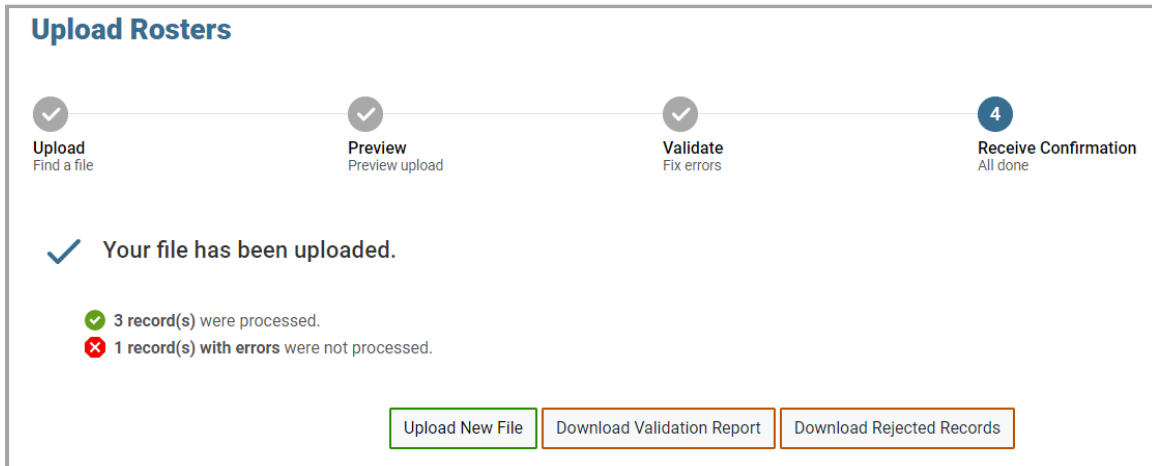 Upload Rosters
4
Upload
Find a file
Preview
Preview upload
Validate
Fix errors
Receive Confirmation
All done
Your file has been uploaded.
3 record(s) were processed.
1 record(s) with errors were not processed.
Upload New File
Download Validation Report
Download Rejected Records